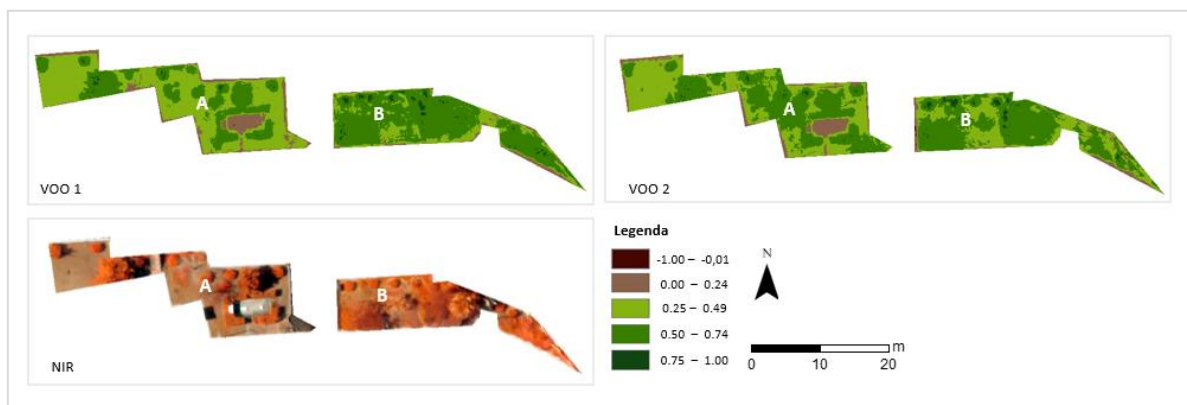 A
B
VOO 1
A
B
VOO 2
A
B
NIR
Legenda
-1.00 – -0,01
0.00 – 0.24
0.25 – 0.49
0.50 – 0.74
0.75 – 1.00
N
m
0 10 20